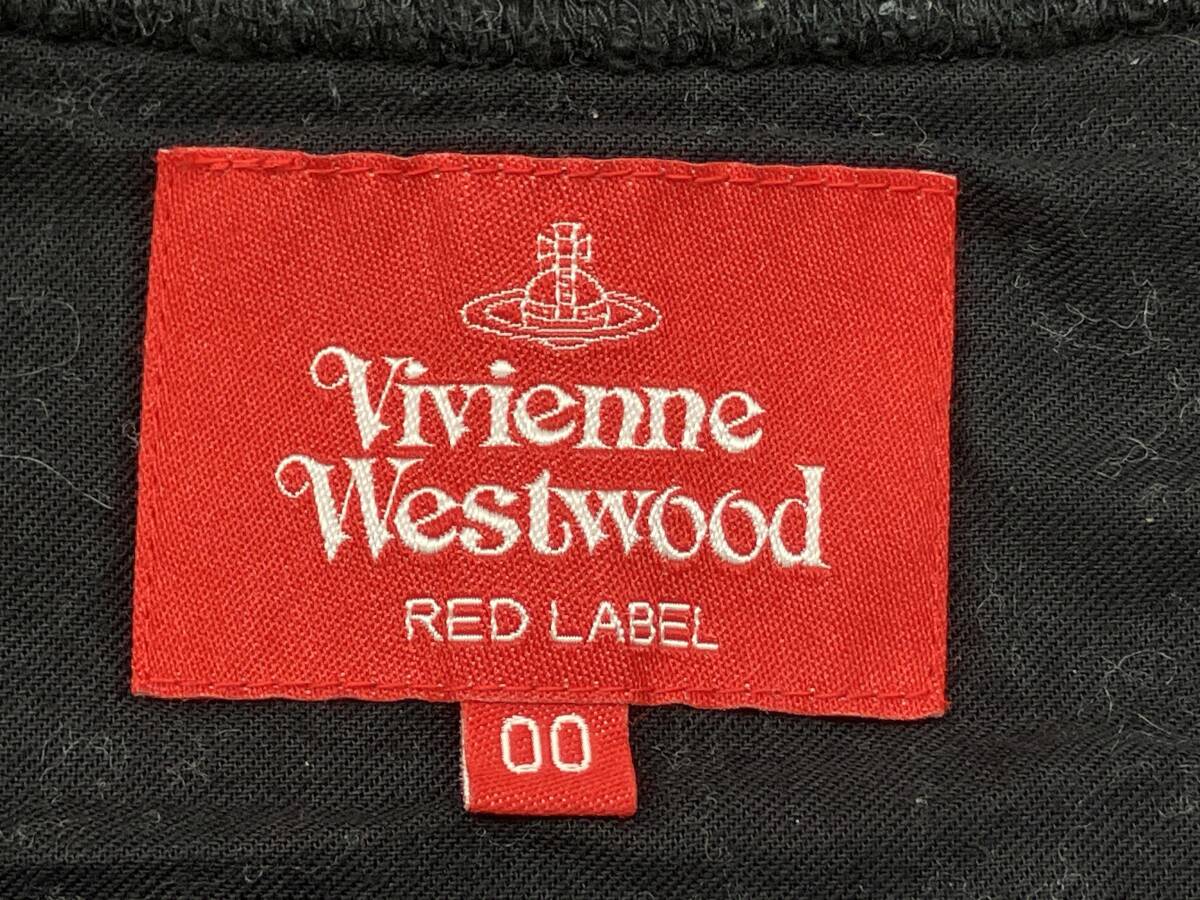 Vivienne
Westwood
RED LABEL
00